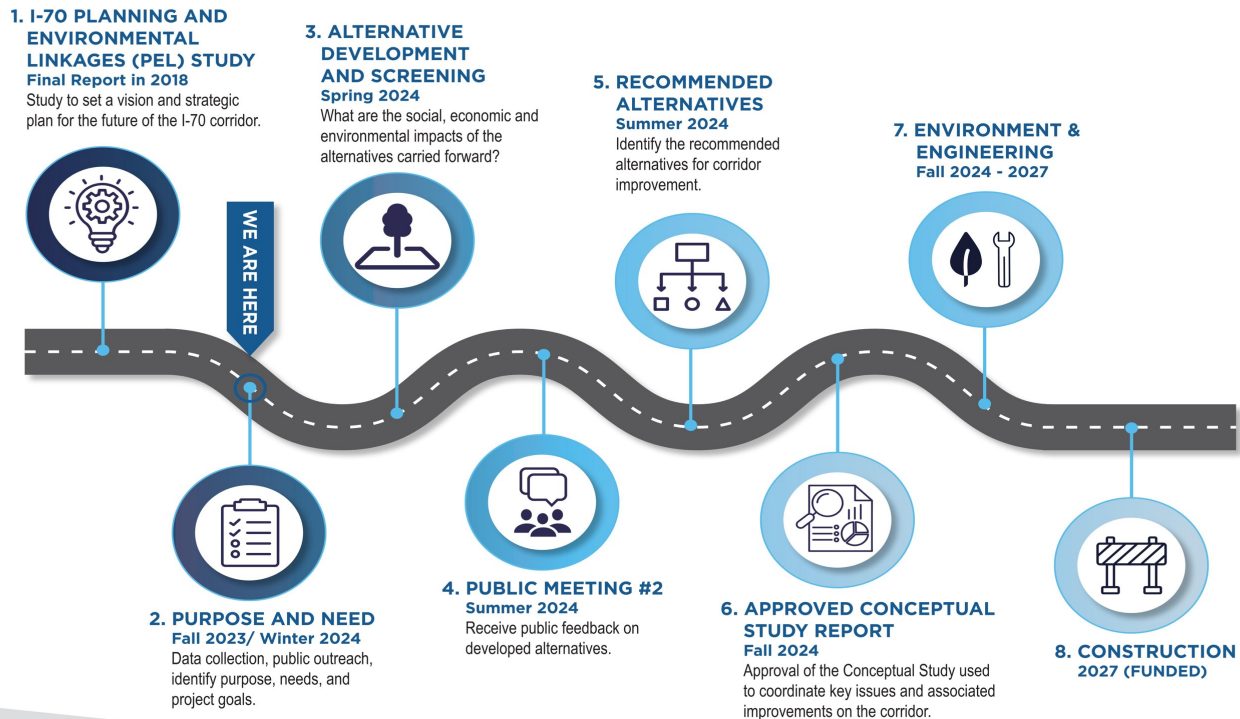 1. I-70 PLANNING AND
ENVIRONMENTAL
LINKAGES (PEL) STUDY
Final Report in 2018
Study to set a vision and strategic
plan for the future of the I-70 corridor.
WE ARE HERE
2. PURPOSE AND NEED
Fall 2023/ Winter 2024
Data collection, public outreach,
identify purpose, needs, and
project goals.
3. ALTERNATIVE
DEVELOPMENT
AND SCREENING
Spring 2024
What are the social, economic and
environmental impacts of the
alternatives carried forward?
4. PUBLIC MEETING #2
Summer 2024
Receive public feedback on
developed alternatives.
5. RECOMMENDED
ALTERNATIVES
Summer 2024
Identify the recommended
alternatives for corridor
improvement.
6. APPROVED CONCEPTUAL
STUDY REPORT
Fall 2024
Approval of the Conceptual Study used
to coordinate key issues and associated
improvements on the corridor.
7. ENVIRONMENT &
ENGINEERING
Fall 2024 - 2027
8. CONSTRUCTION
2027 (FUNDED)